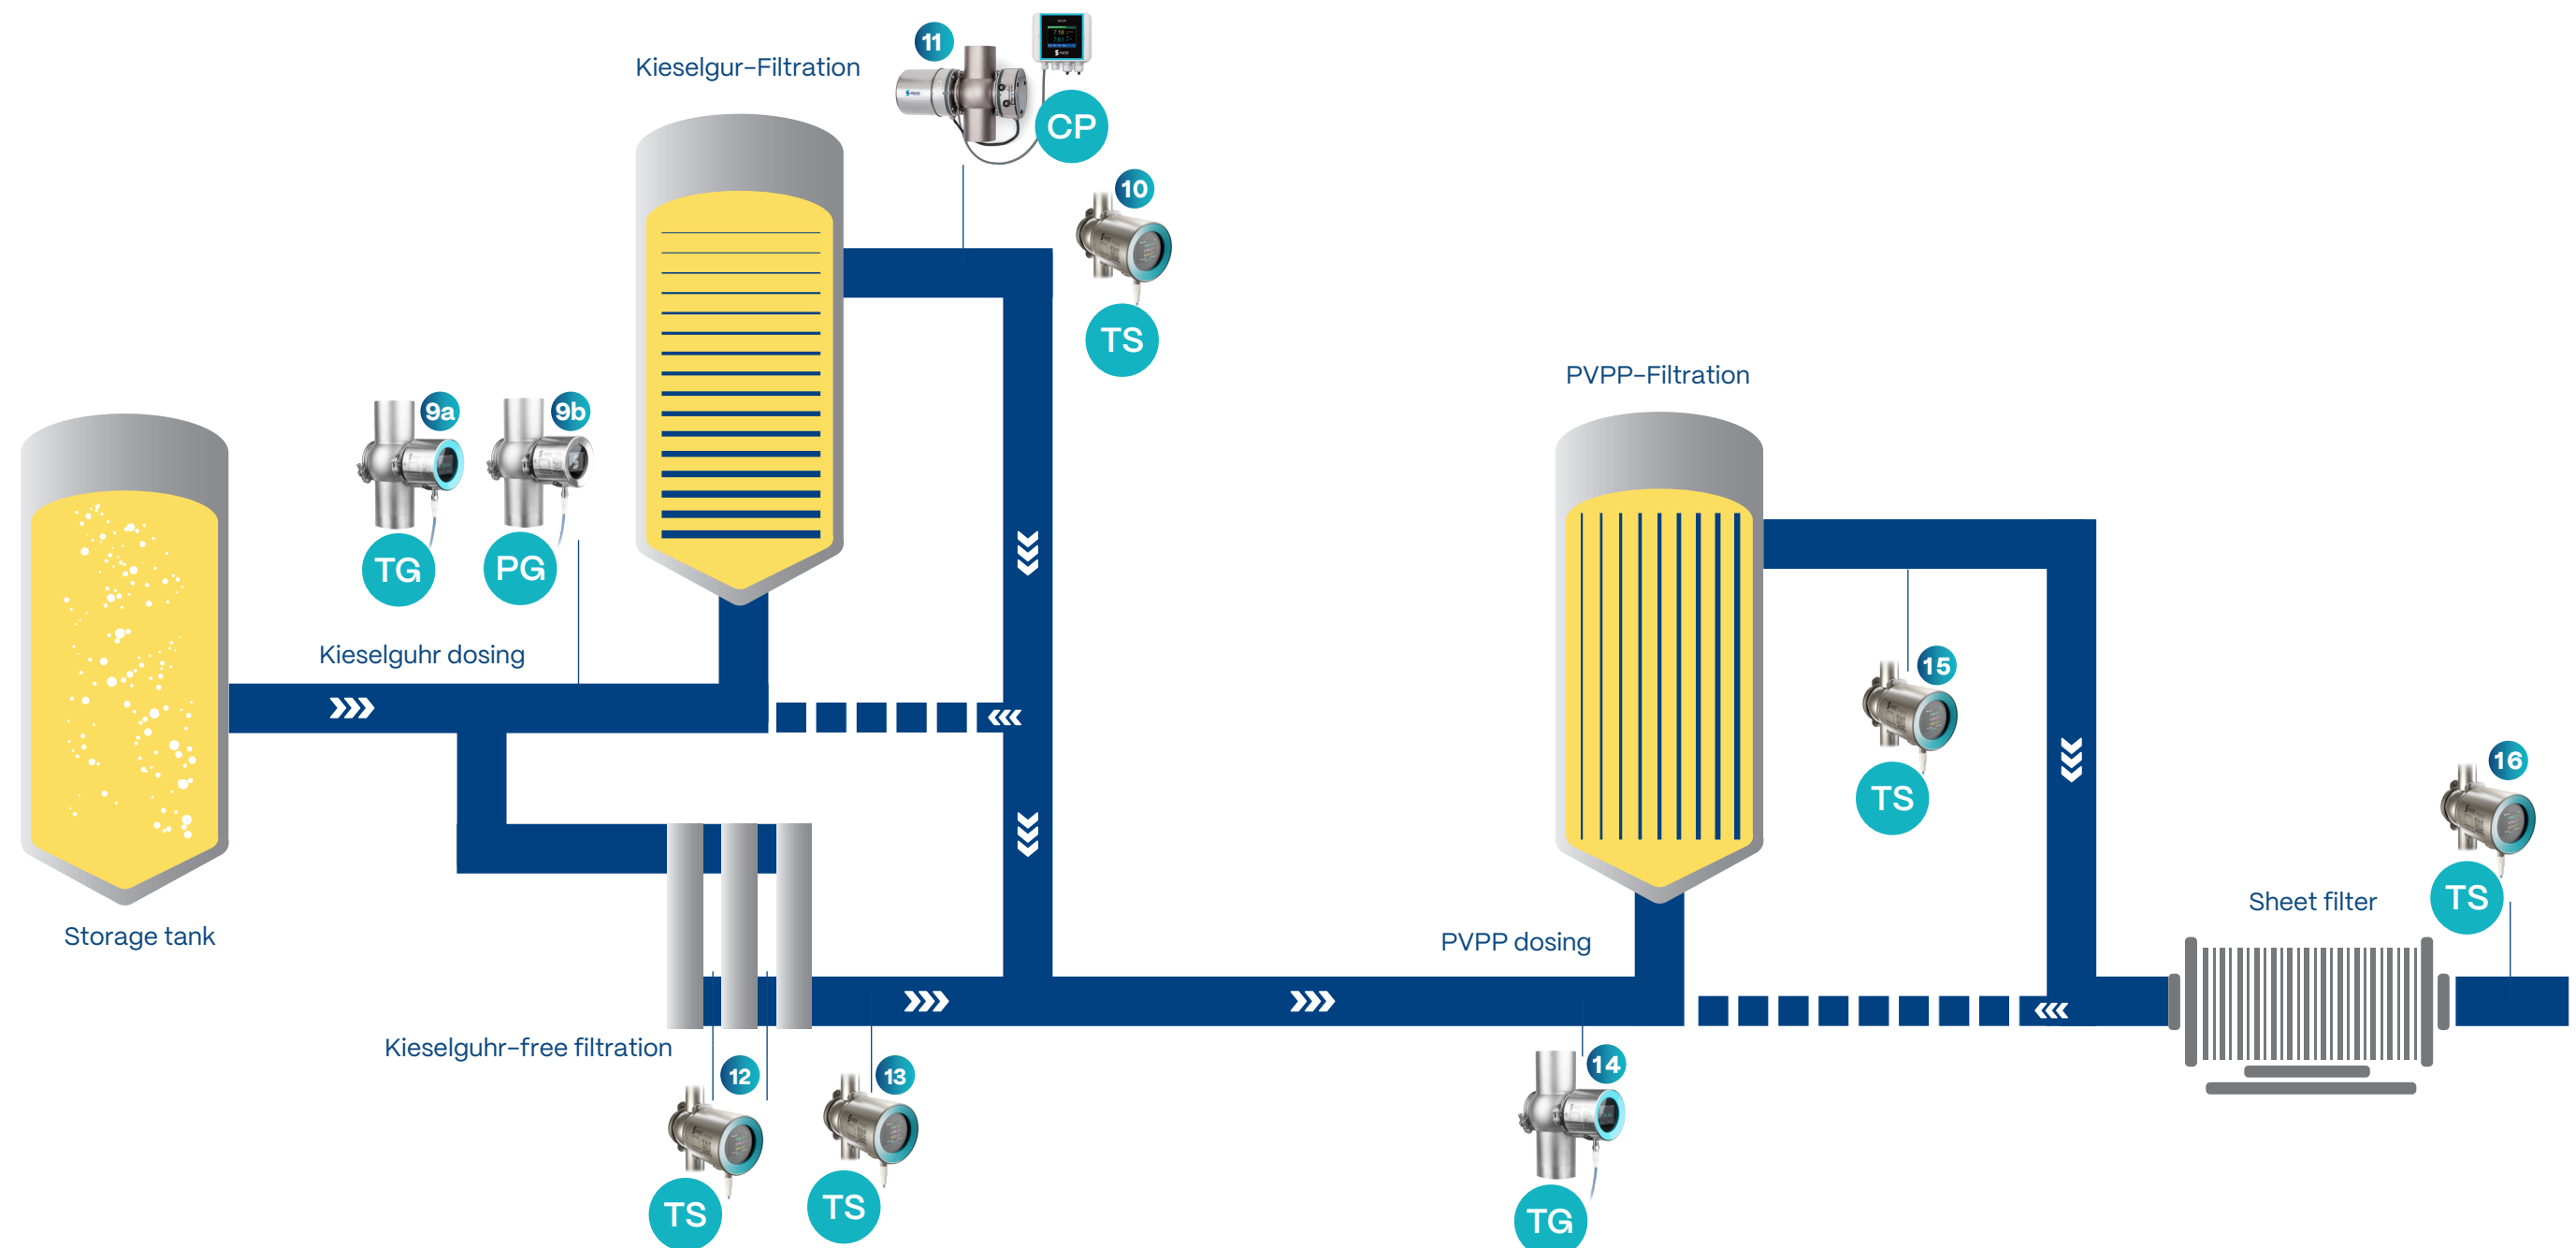 11
Kieselgur-Filtration
CP
10
TS
PVPP-Filtration
9a
9b
TG
PG
Kieselguhr dosing
15
TS
16
TS
Sheet filter
Storage tank
PVPP dosing
Kieselguhr-free filtration
12
13
14
TS
TS
TG